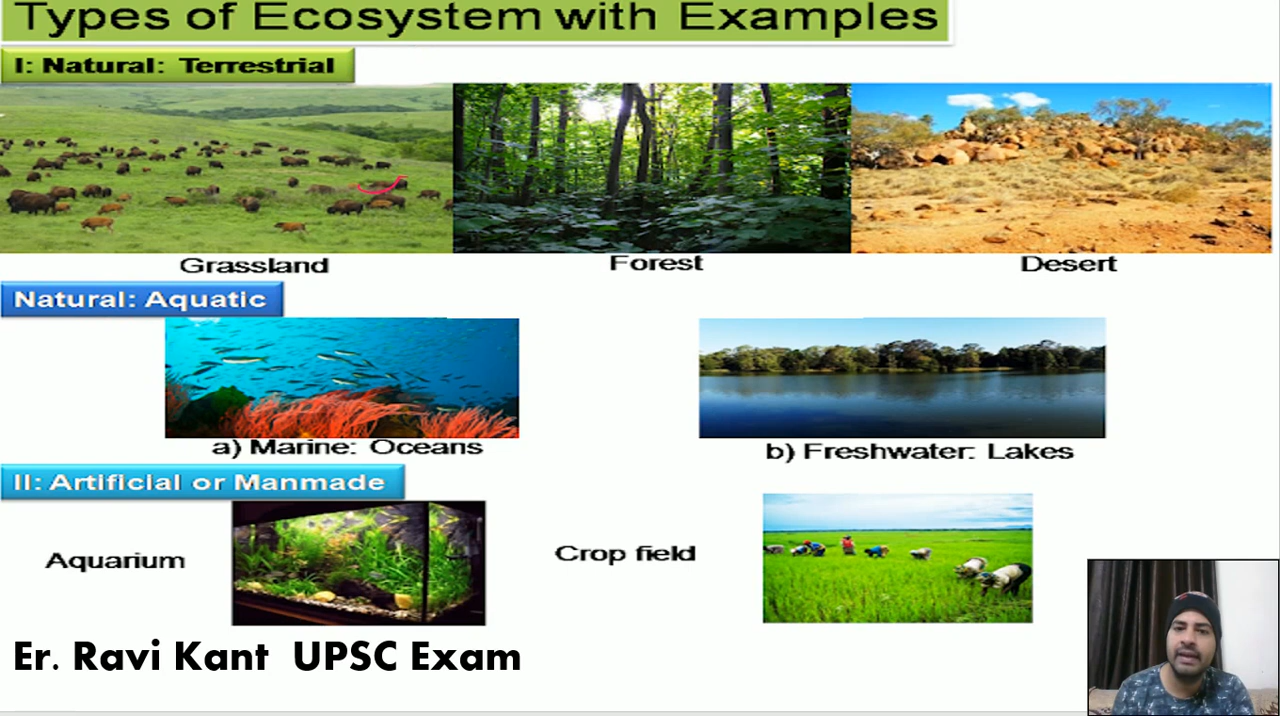 Types of Ecosystem with Examples
I: Natural: Terrestrial
Grassland
Forest
Desert
Natural: Aquatic
a) Marine: Oceans
b) Freshwater: Lakes
II: Artificial or Manmade
Aquarium
Crop field
Er. Ravi Kant UPSC Exam